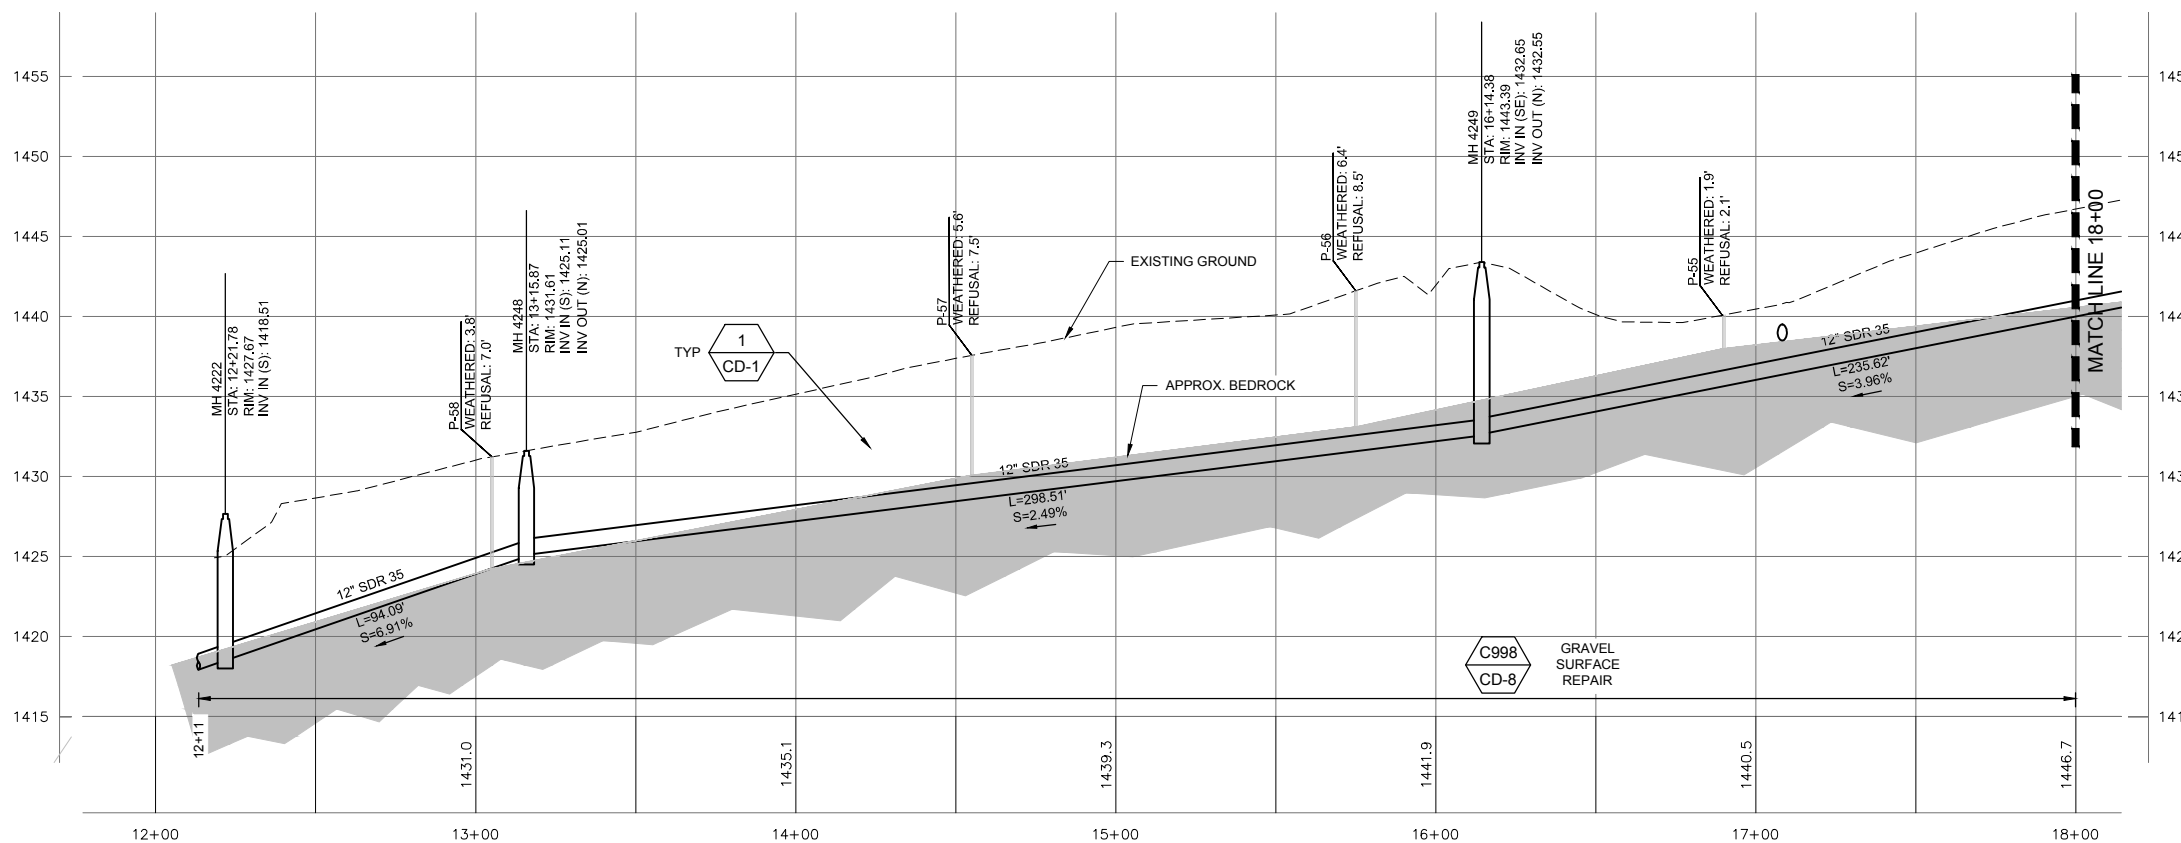 1455
1450
1445
1440
1435
1430
1425
1420
1415
MH 4222
STA: 12+21.78
RIM: 1427.67
INV IN (S): 1418.51
P-58
WEATHERED: 3.8'
REFUSAL: 7.0'
MH 4248
STA: 13+15.87
RIM: 1431.61
INV IN (S): 1425.11
INV OUT (N): 1425.01
TYP
1
CD-1
P-57
WEATHERED: 5.6'
REFUSAL: 7.5'
EXISTING GROUND
APPROX. BEDROCK
P-56
WEATHERED: 6.4'
REFUSAL: 8.5'
MH 4249
STA: 16+14.38
RIM: 1443.39
INV IN (SE): 1432.65
INV OUT (N): 1432.55
P-55
WEATHERED: 1.9'
REFUSAL: 2.1'
MATCH LINE 18+00
12" SDR 35
L=94.09'
S=6.91%
12" SDR 35
L=298.51'
S=2.49%
12" SDR 35
L=235.62'
S=3.96%
C998
CD-8
GRAVEL
SURFACE
REPAIR
12+11
1431.0
1435.1
1439.3
1441.9
1440.5
1446.7
12+00
13+00
14+00
15+00
16+00
17+00
18+00